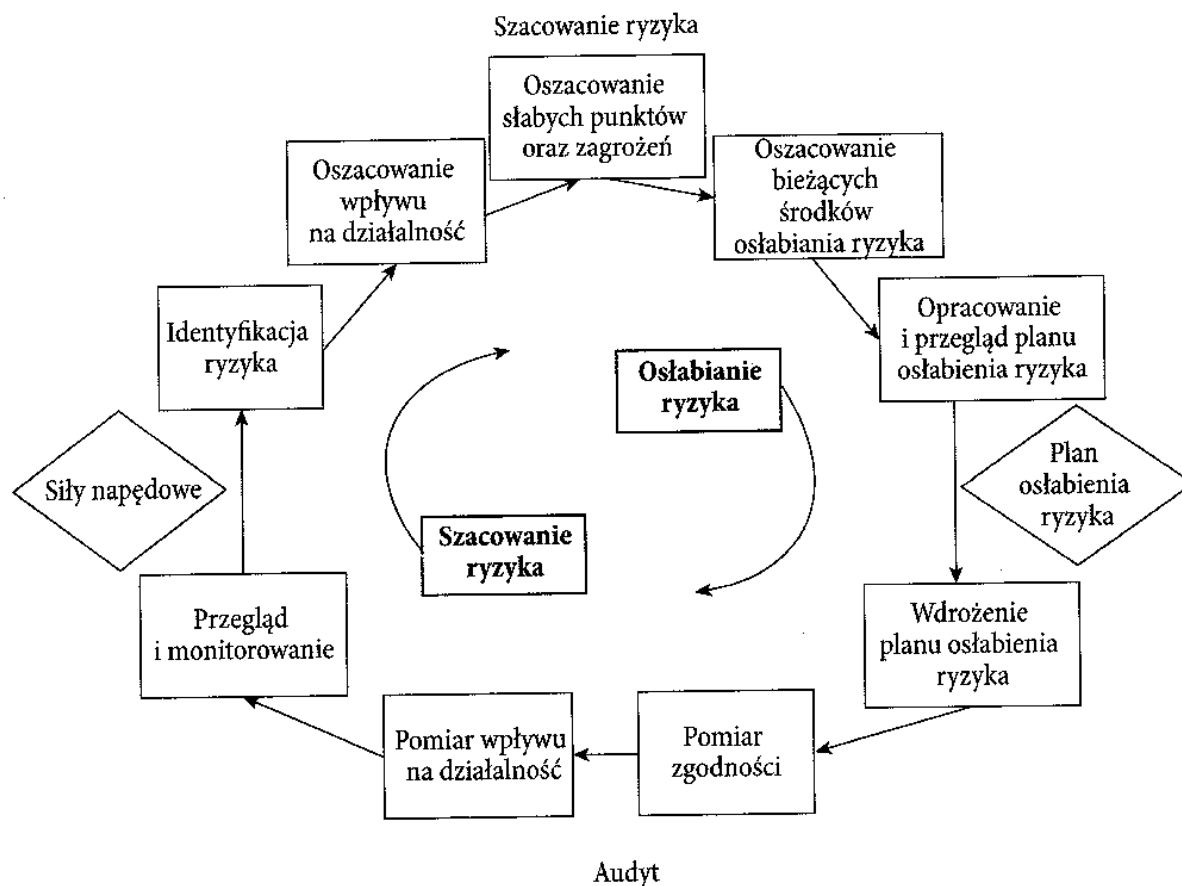 Szacowanie ryzyka
Oszacowanie
słabych punktów
oraz zagrożeń
Oszacowanie
wpływu
na działalność
Oszacowanie
bieżących
środków
osłabiania ryzyka
Identyfikacja
ryzyka
Opracowanie
i przegląd planu
osłabienia ryzyka
Osłabianie
ryzyka
Siły napędowe
Plan
osłabienia
ryzyka
Szacowanie
ryzyka
Przegląd
i monitorowanie
Wdrożenie
planu osłabienia
ryzyka
Pomiar wpływu
na działalność
Pomiar
zgodności
Audyt